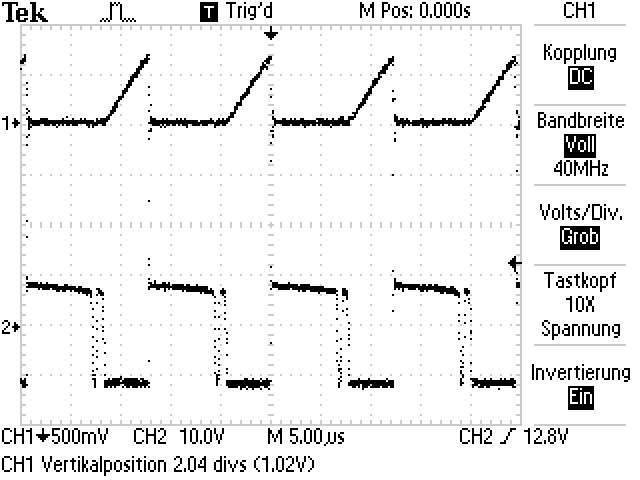 Tek T Trig'd M Pos: 0.000s CH1
Kopplung
DC
Bandbreite
Voll
40MHz
Volts/Div.
Grob
Tastkopf
10X
Spannung
Invertierung
Ein
1
2
CH1 500mV CH2 10.0V M 5.00µs CH2 12.8V
CH1 Vertikalposition 2.04 divs (1.02V)